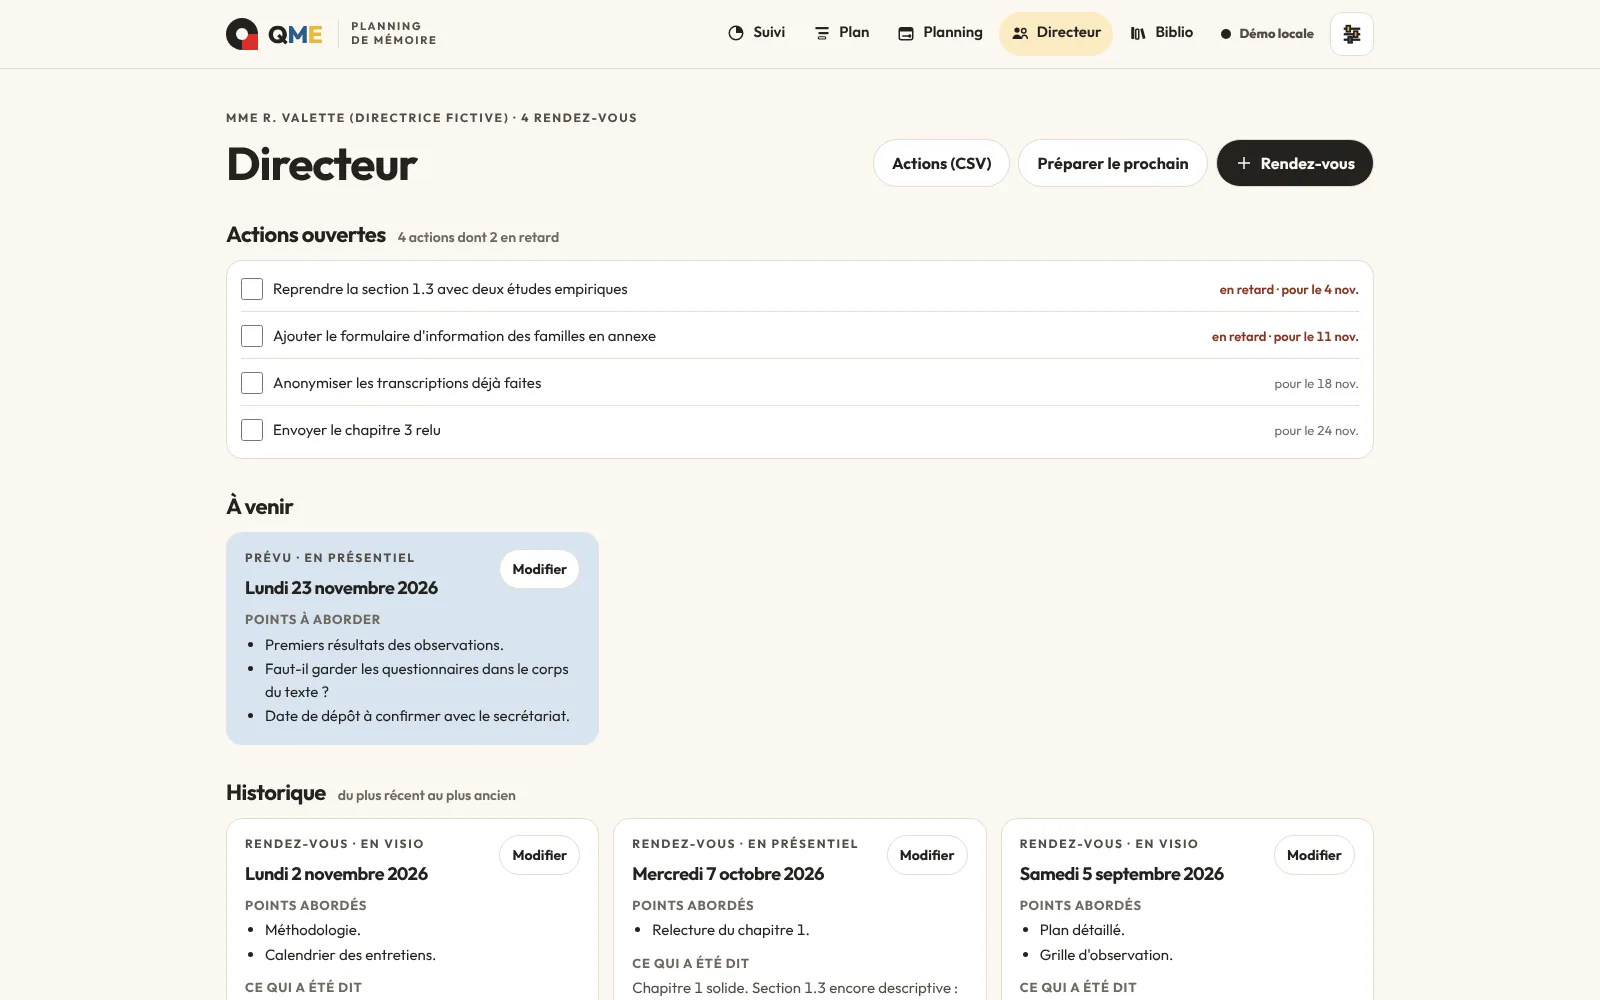 QME
PLANNING
DE MÉMOIRE
Suivi
Plan
Planning
Directeur
Biblio
Démo locale
MME R. VALETTE (DIRECTRICE FICTIVE) · 4 RENDEZ-VOUS
Directeur
Actions (CSV)
Préparer le prochain
+ Rendez-vous
Actions ouvertes
4 actions dont 2 en retard
Reprendre la section 1.3 avec deux études empiriques
en retard · pour le 4 nov.
Ajouter le formulaire d'information des familles en annexe
en retard · pour le 11 nov.
Anonymiser les transcriptions déjà faites
pour le 18 nov.
Envoyer le chapitre 3 relu
pour le 24 nov.
À venir
PRÉVU · EN PRÉSENTIEL
Modifier
Lundi 23 novembre 2026
POINTS À ABORDER
• Premiers résultats des observations.
• Faut-il garder les questionnaires dans le corps
du texte ?
• Date de dépôt à confirmer avec le secrétariat.
Historique
du plus récent au plus ancien
RENDEZ-VOUS · EN VISIO
Modifier
Lundi 2 novembre 2026
POINTS ABORDÉS
• Méthodologie.
• Calendrier des entretiens.
CE QUI A ÉTÉ DIT
RENDEZ-VOUS · EN PRÉSENTIEL
Modifier
Mercredi 7 octobre 2026
POINTS ABORDÉS
• Relecture du chapitre 1.
CE QUI A ÉTÉ DIT
Chapitre 1 solide. Section 1.3 encore descriptive :
RENDEZ-VOUS · EN VISIO
Modifier
Samedi 5 septembre 2026
POINTS ABORDÉS
• Plan détaillé.
• Grille d'observation.
CE QUI A ÉTÉ DIT